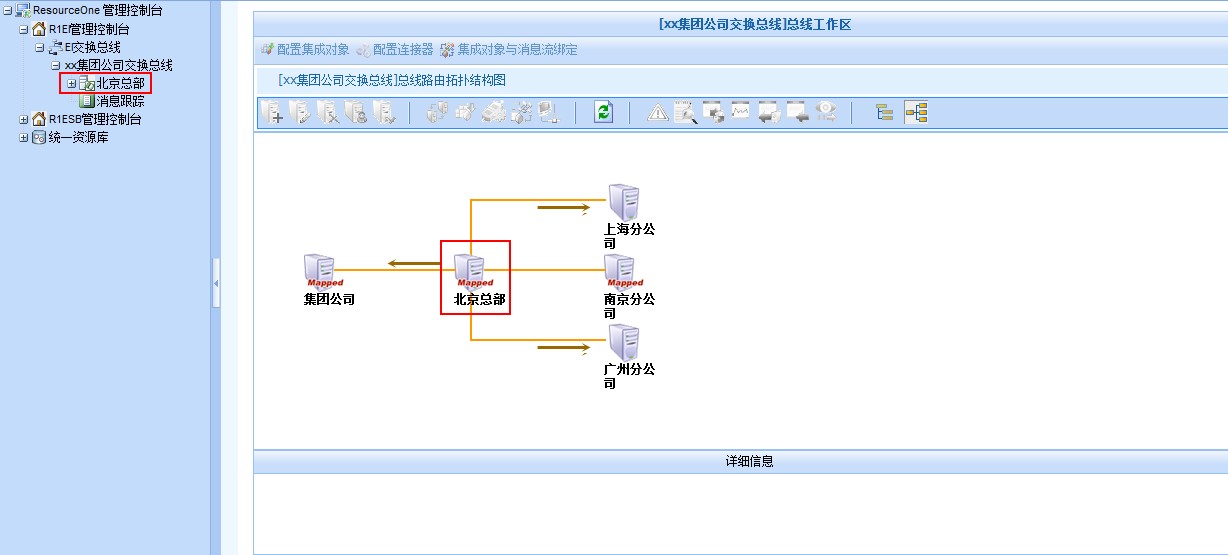 ResourceOne 管理控制台
R1EI管理控制台
EI交换总线
xx集团公司交换总线
北京总部
消息跟踪
R1ESB管理控制台
统一资源库
[xx集团公司交换总线]总线工作区
配置集成对象 配置连接器 集成对象与消息流绑定
[xx集团公司交换总线]总线路由拓扑结构图
上海分公
司
Mapped
集团公司
Mapped
北京总部
Mapped
南京分公
司
广州分公
司
详细信息